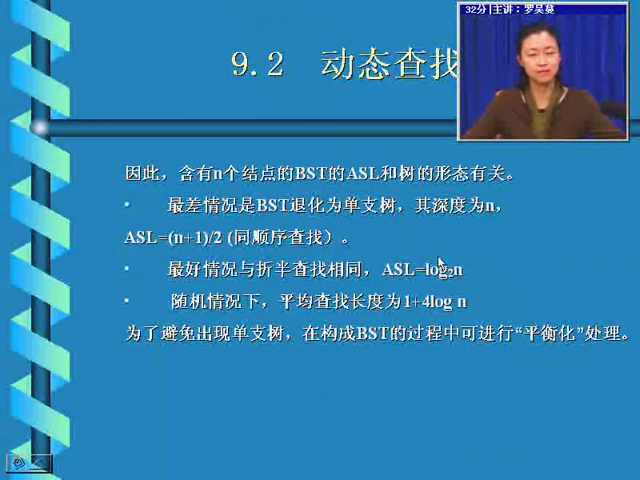 32分|主讲：罗昊蔓
9.2 动态查找
因此，含有n个结点的BST的ASL和树的形态有关。
• 最差情况是BST退化为单支树，其深度为n，
ASL=(n+1)/2 (同顺序查找）。
• 最好情况与折半查找相同，ASL=log₂n
• 随机情况下，平均查找长度为1+4log n
为了避免出现单支树，在构成BST的过程中可进行“平衡化”处理。